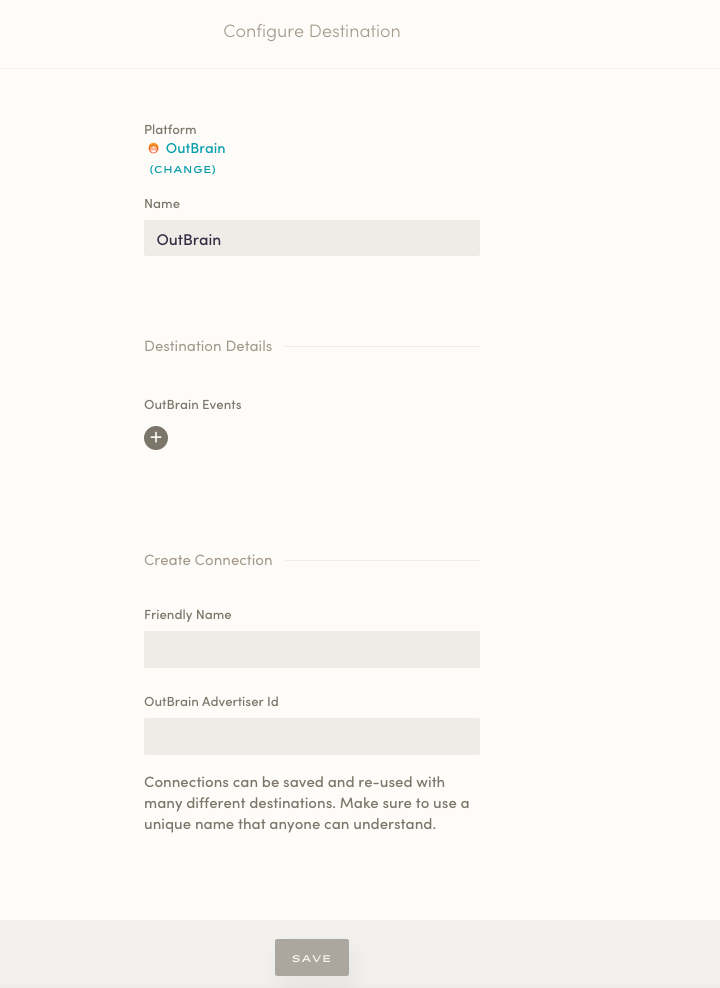 Configure Destination
Platform
OutBrain
(CHANGE)
Name
OutBrain
Destination Details
OutBrain Events
Create Connection
Friendly Name
OutBrain Advertiser Id
Connections can be saved and re-used with
many different destinations. Make sure to use a
unique name that anyone can understand.
SAVE